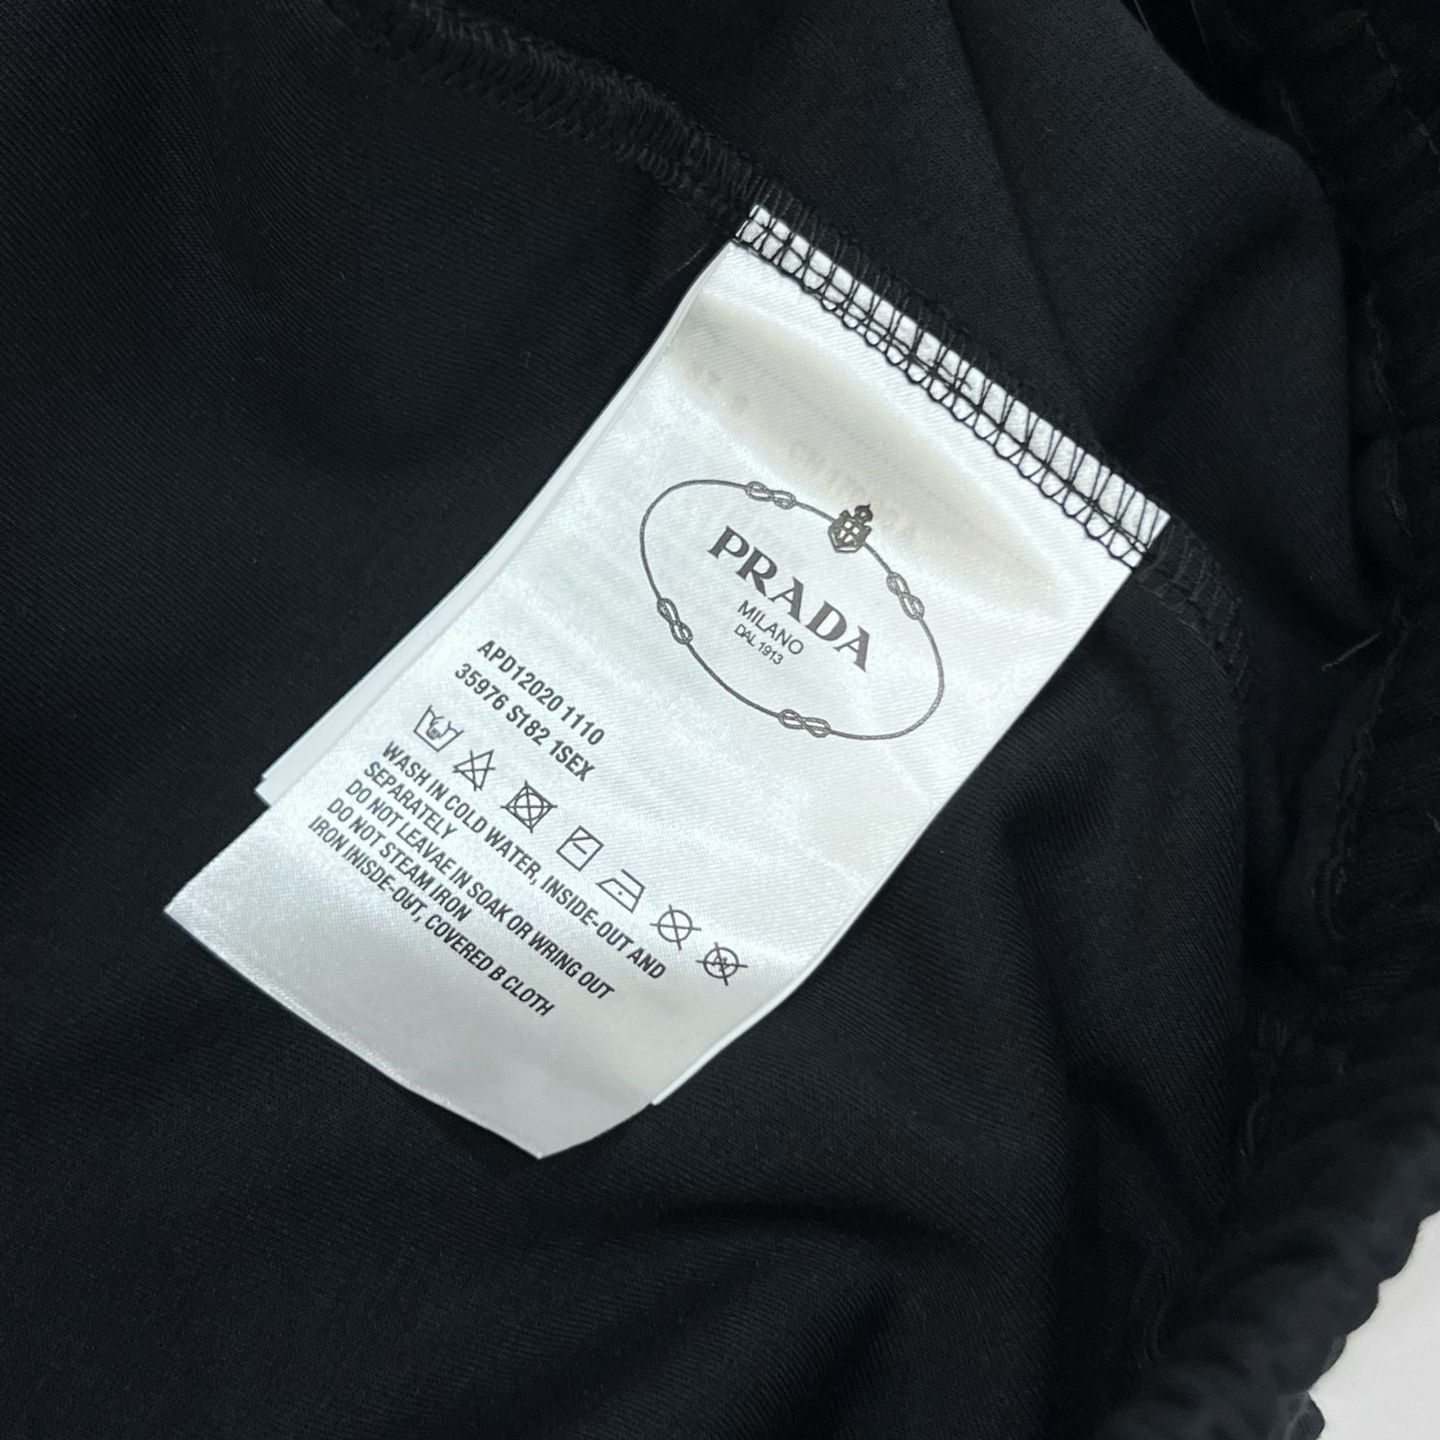 PRADA
MILANO
DAL 1913
APD12020 1110
35976 S182 1SEX
WASH IN COLD WATER, INSIDE-OUT AND
SEPARATELY
DO NOT LEAVAE IN SOAK OR WRING OUT
DO NOT STEAM IRON
IRON INISDE-OUT, COVERED B CLOTH